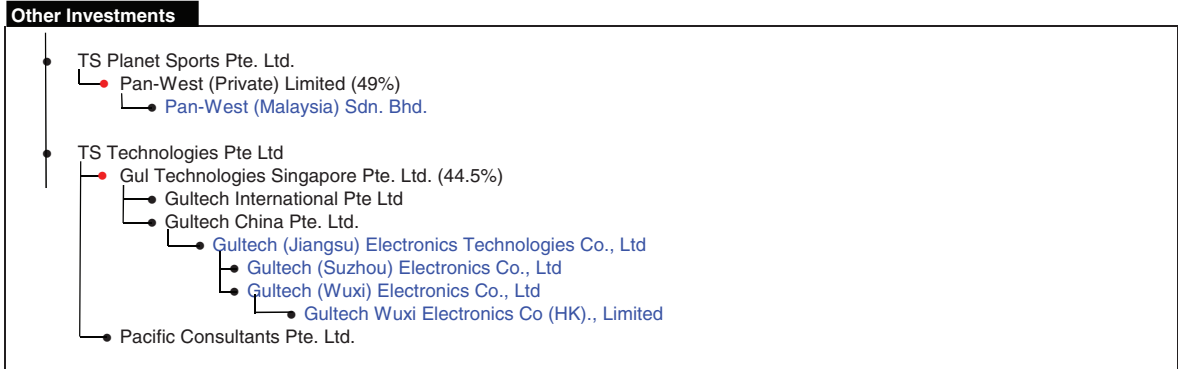 Other Investments
TS Planet Sports Pte. Ltd.
Pan-West (Private) Limited (49%)
Pan-West (Malaysia) Sdn. Bhd.
TS Technologies Pte Ltd
Gul Technologies Singapore Pte. Ltd. (44.5%)
Gultech International Pte Ltd
Gultech China Pte. Ltd.
Gultech (Jiangsu) Electronics Technologies Co., Ltd
Gultech (Suzhou) Electronics Co., Ltd
Gultech (Wuxi) Electronics Co., Ltd
Gultech Wuxi Electronics Co (HK)., Limited
Pacific Consultants Pte. Ltd.